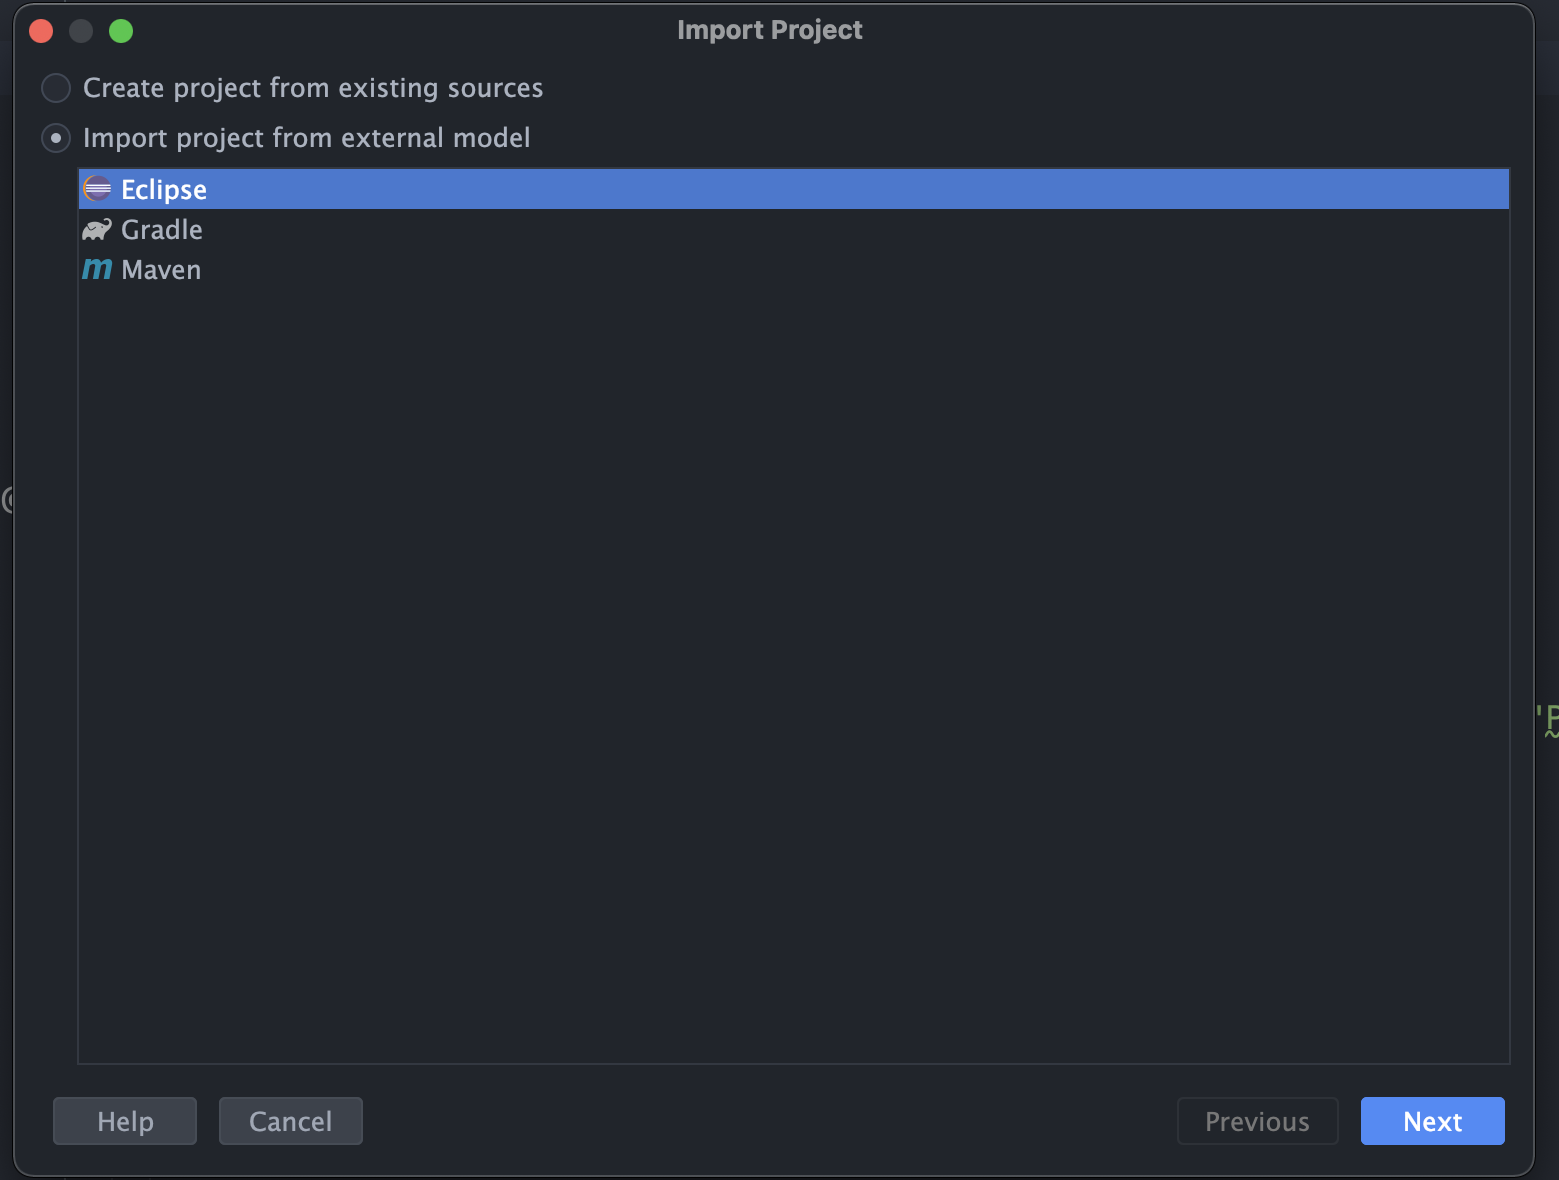 Import Project
Create project from existing sources
Import project from external model
Eclipse
Gradle
m Maven
'P
Help
Cancel
Previous
Next